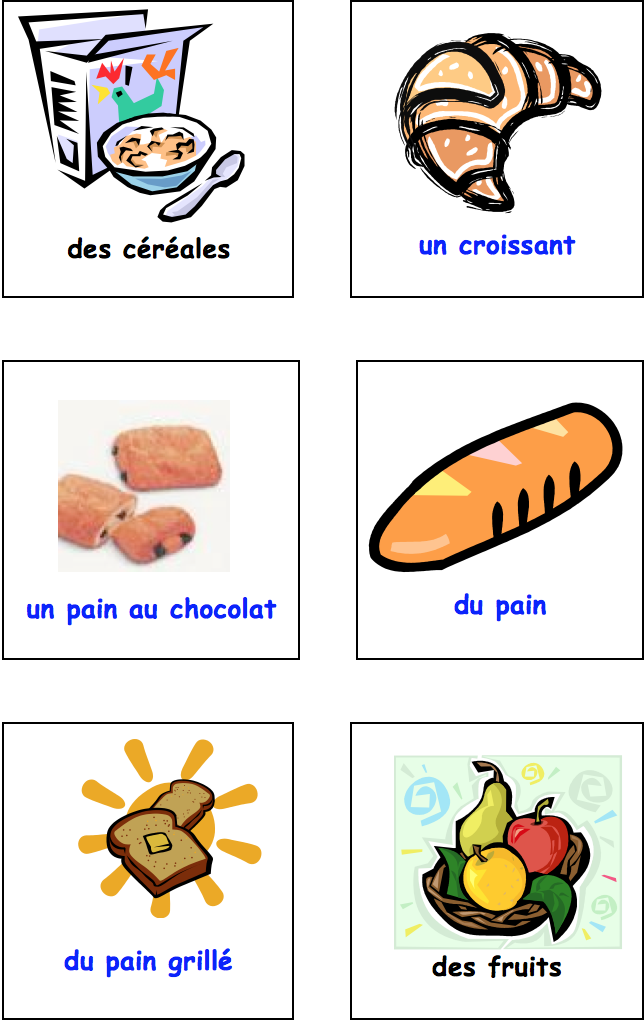 des céréales
un croissant
un pain au chocolat
du pain
du pain grillé
des fruits